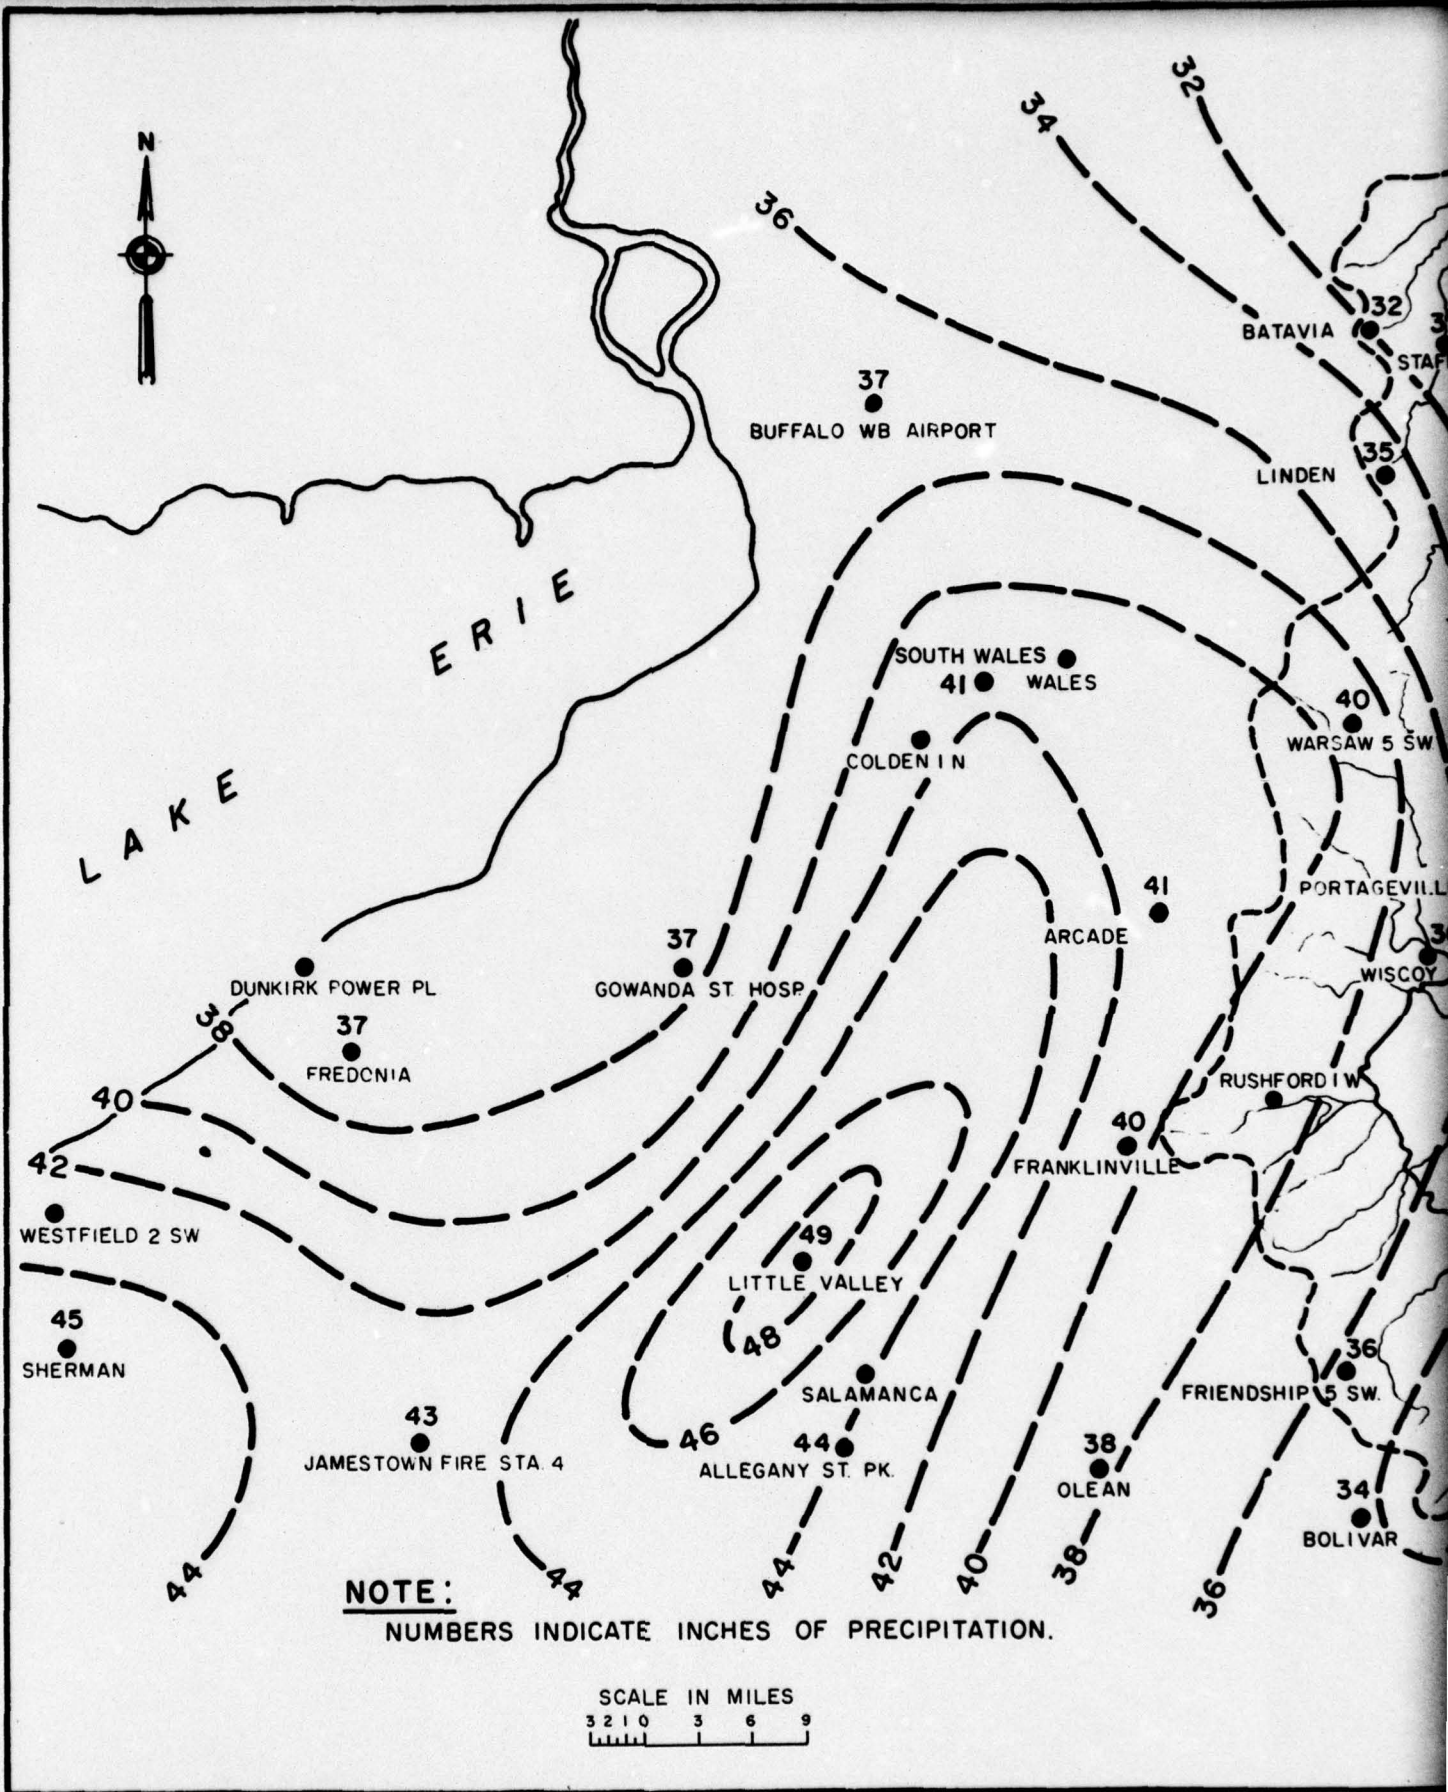 32
34
N
36
32
BATAVIA
37
BUFFALO WB AIRPORT
35
LINDEN
ERIE
SOUTH WALES
41
WALES
40
WARSAW 5 SW
COLDEN 1 N
LAKE
41
ARCADE
37
GOWANDA ST. HOSP.
DUNKIRK POWER PL
WISCOY
38
37
FREDONIA
RUSHFORD 1 W
40
40
FRANKLINVILLE
42
WESTFIELD 2 SW
49
LITTLE VALLEY
45
SHERMAN
48
36
FRIENDSHIP 5 SW.
SALAMANCA
43
JAMESTOWN FIRE STA. 4
46
44
ALLEGANY ST. PK.
38
OLEAN
34
BOLIVAR
44
44
44
42
40
38
36
NOTE:
NUMBERS INDICATE INCHES OF PRECIPITATION.
SCALE IN MILES
3 2 1 0 3 6 9